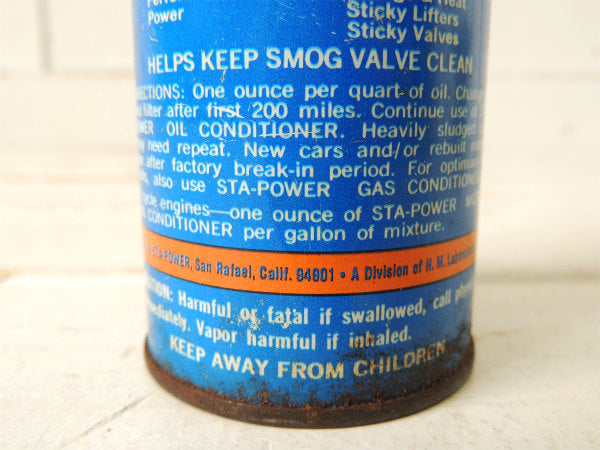 Power
& Heat
Sticky Lifters
Sticky Valves
HELPS KEEP SMOG VALVE CLEAN
One ounce per quart of oil.
filter after first 200 miles. Continue use
OIL CONDITIONER. Heavily sludged
need repeat. New cars and/or rebuilt
after factory break-in period. For
also use STA-POWER GAS CONDITIONER
engines—one ounce of STA-POWER
CONDITIONER per gallon of mixture.
STA-POWER, San Rafael, Calif. 94901 • A Division of H. M.
Harmful or fatal if swallowed, call
Vapor harmful if inhaled.
KEEP AWAY FROM CHILDREN